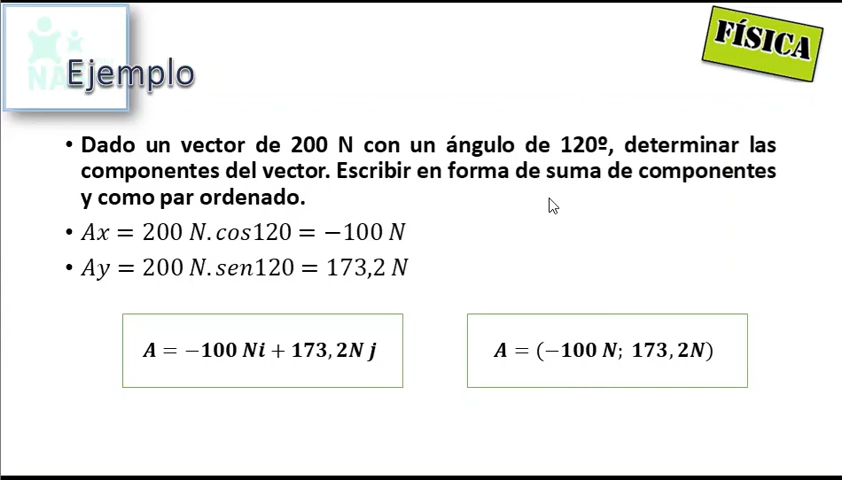 FÍSICA
NA
Ejemplo
• Dado un vector de 200 N con un ángulo de 120º, determinar las
componentes del vector. Escribir en forma de suma de componentes
y como par ordenado.
• Ax = 200 N.cos120 = −100 N
• Ay = 200 N.sen120 = 173,2 N
A = −100 Ni + 173,2N j
A = (−100 N; 173,2N)